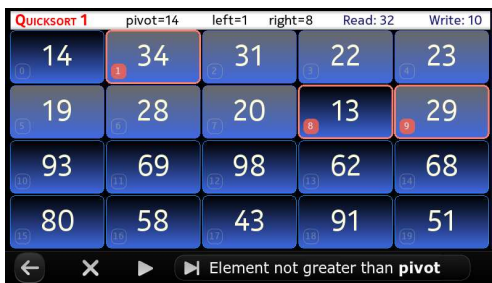 Quicksort 1 pivot=14 left=1 right=8 Read: 32 Write: 10
14 34 31 22 23
0 1 2 3 4
19 28 20 13 29
5 6 7 8 9
93 69 98 62 68
10 11 12 13 14
80 58 43 91 51
15 16 17 18 19
Element not greater than pivot